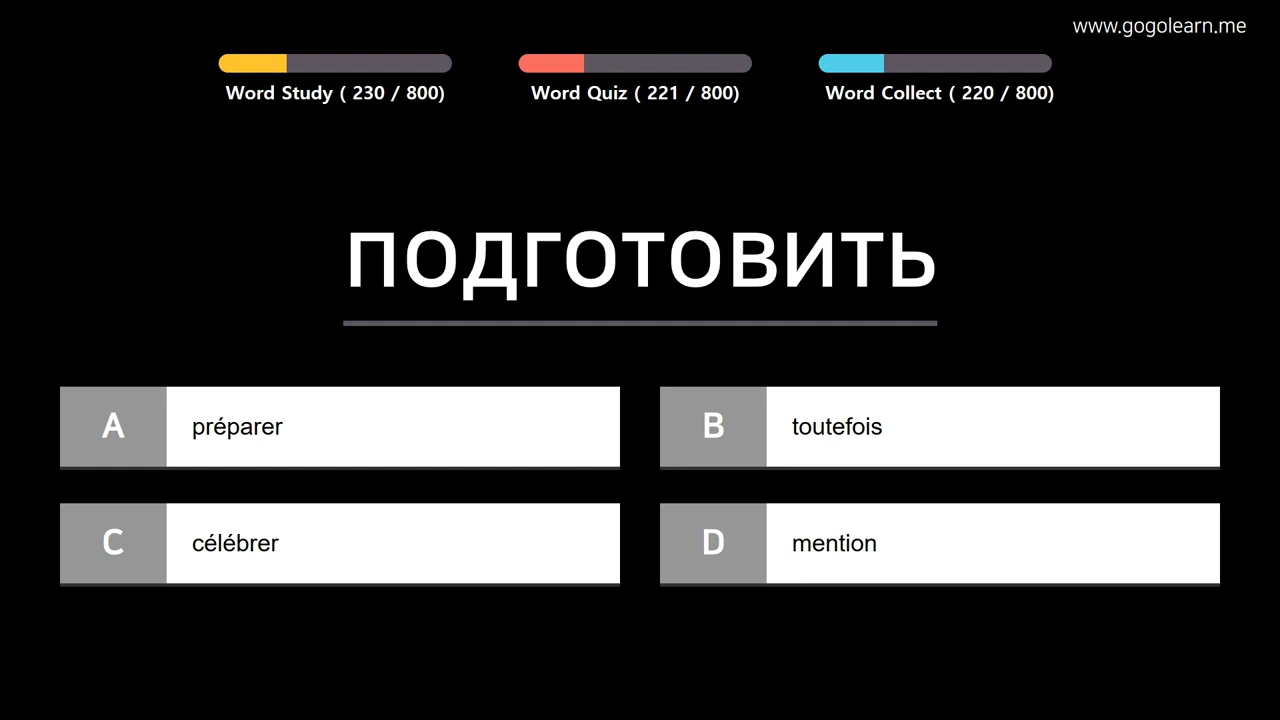 www.gogolearn.me
Word Study ( 230 / 800)
Word Quiz ( 221 / 800)
Word Collect ( 220 / 800)
подготовить
A préparer
B toutefois
C célébrer
D mention